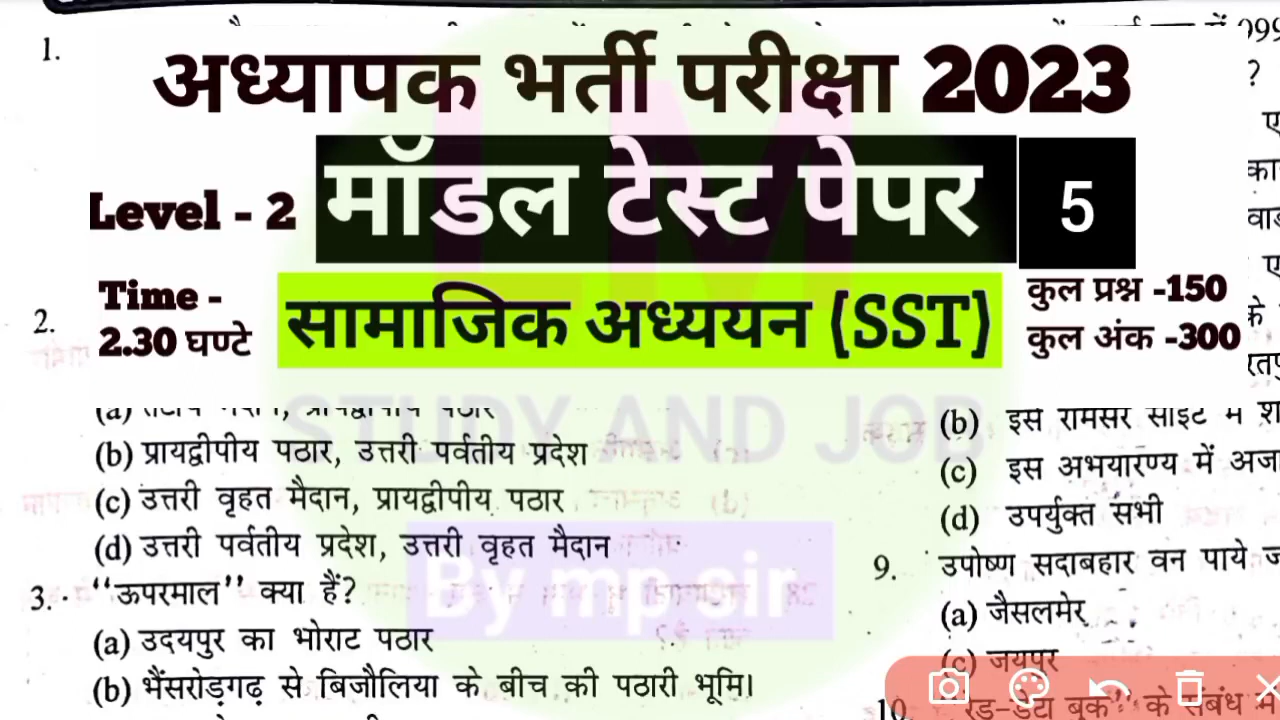 1.
अध्यापक भर्ती परीक्षा 2023
Level - 2
मॉडल टेस्ट पेपर
5
Time -
2.30 घण्टे
सामाजिक अध्ययन (SST)
कुल प्रश्न -150
कुल अंक -300
2.
STUDY AND JOB
(b) प्रायद्वीपीय पठार, उत्तरी पर्वतीय प्रदेश
(c) उत्तरी वृहत मैदान, प्रायद्वीपीय पठार
(d) उत्तरी पर्वतीय प्रदेश, उत्तरी वृहत मैदान
By mp sir
3. "ऊपरमाल" क्या हैं?
(a) उदयपुर का भोराट पठार
(b) भैंसरोड़गढ़ से बिजौलिया के बीच की पठारी भूमि।
(b) इस रामसर साइट में
(c) इस अभयारण्य में
(d) उपर्युक्त सभी
9. उपोष्ण सदाबहार वन पाये
(a) जैसलमेर
(c) जयपुर
10. "रेड-डाटा बुक" के संबंध में